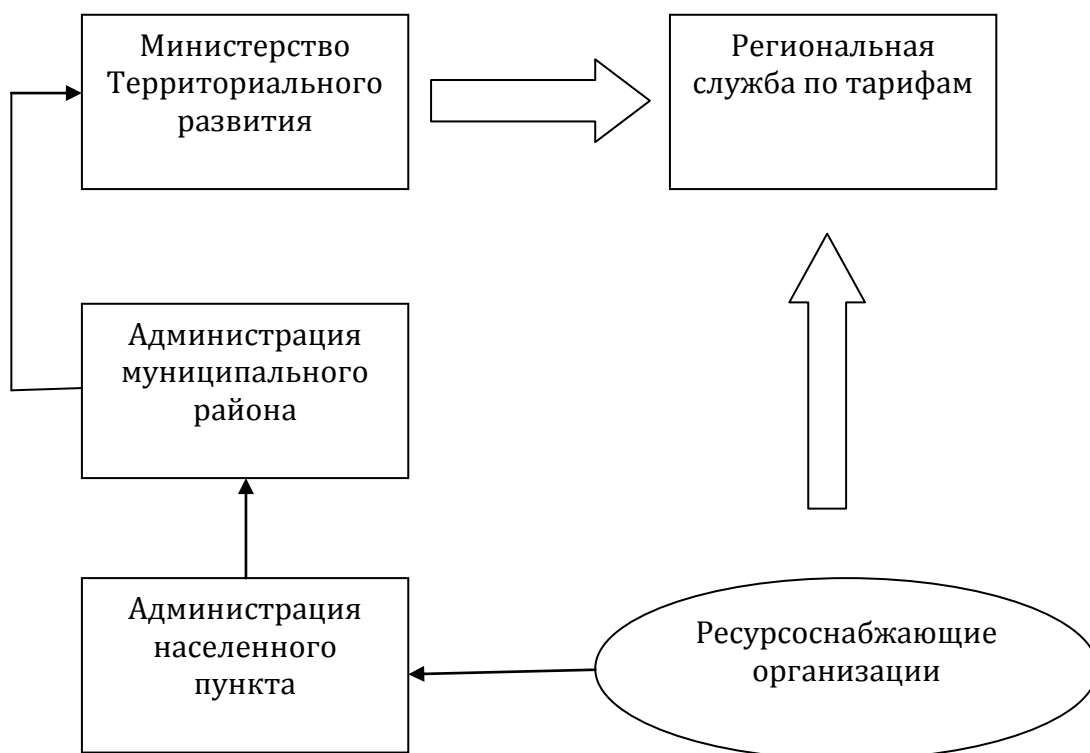 Министерство
Территориального
развития
Региональная
служба по тарифам
Администрация
муниципального
района
Администрация
населенного
пункта
Ресурсоснабжающие
организации